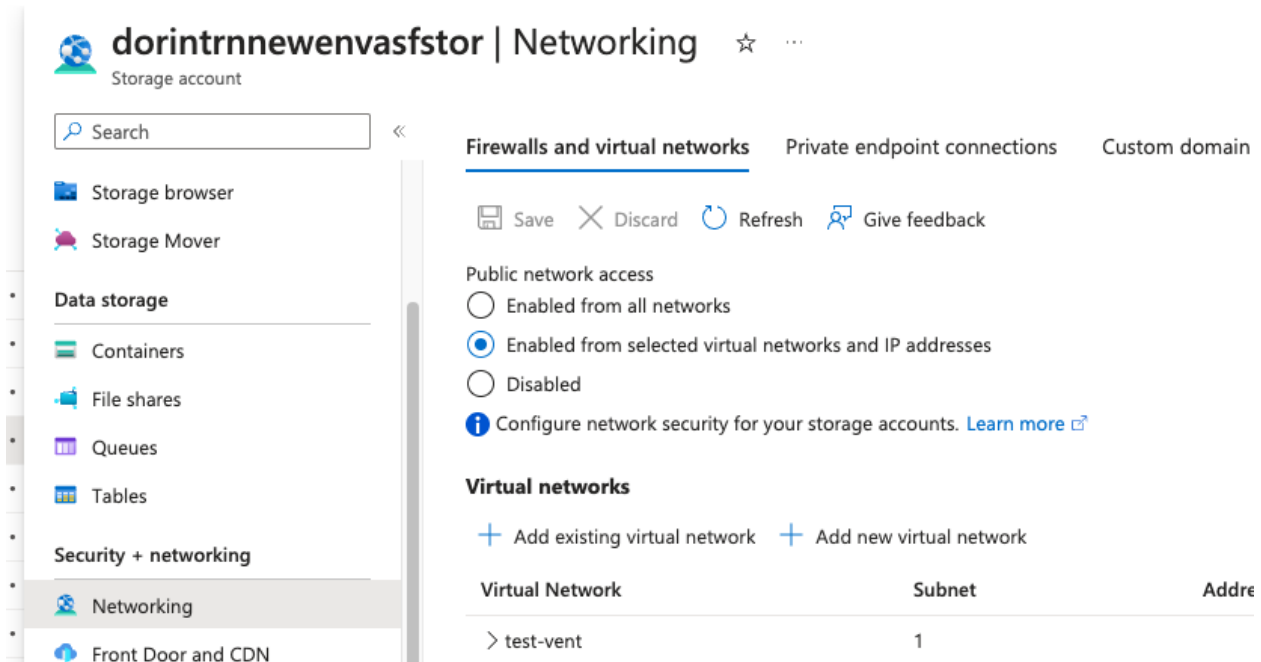 dorintrnnewenvasfstor | Networking
Storage account
Search
Storage browser
Storage Mover
Data storage
Containers
File shares
Queues
Tables
Security + networking
Networking
Front Door and CDN
Firewalls and virtual networks Private endpoint connections Custom domain
Save Discard Refresh Give feedback
Public network access
Enabled from all networks
Enabled from selected virtual networks and IP addresses
Disabled
Configure network security for your storage accounts. Learn more
Virtual networks
Add existing virtual network Add new virtual network
Virtual Network Subnet Addre
test-vent 1